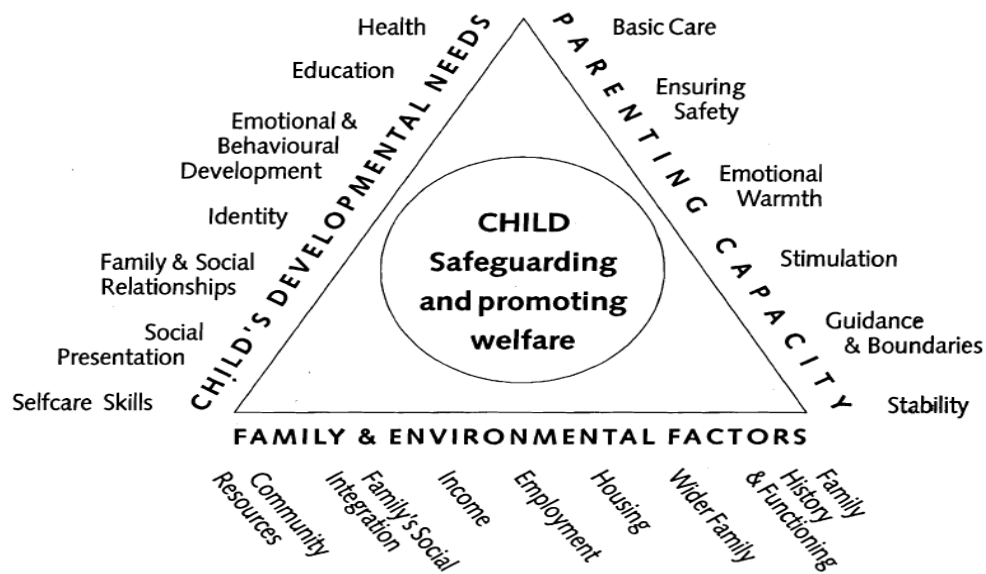 Health
Education
Emotional &
Behavioural
Development
Identity
Family & Social
Relationships
Social
Presentation
Selfcare Skills
CHILD'S DEVELOPMENTAL NEEDS
CHILD
Safeguarding
and promoting
welfare
PARENTING CAPACITY
Basic Care
Ensuring
Safety
Emotional
Warmth
Stimulation
Guidance
& Boundaries
Stability
FAMILY & ENVIRONMENTAL FACTORS
Community
Resources
Family's Social
Integration
Income
Employment
Housing
Wider Family
Family
History
& Functioning